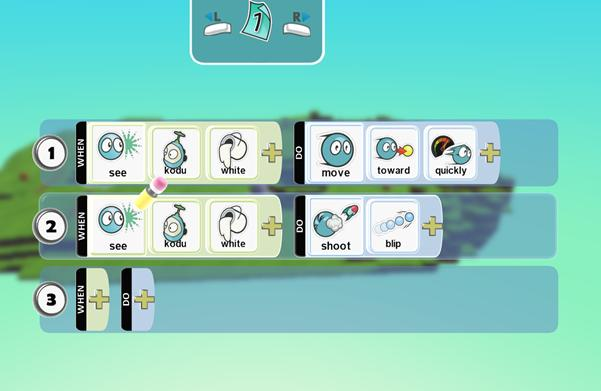 L 1 R
1 WHEN see kodu white DO move toward quickly
2 WHEN see kodu white DO shoot blip
3 WHEN DO